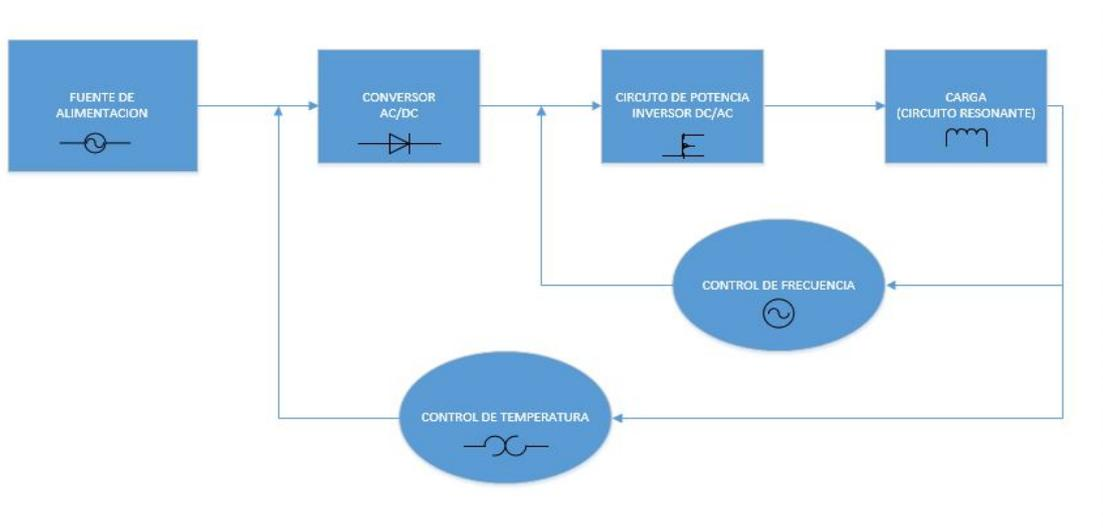 FUENTE DE
ALIMENTACION
CONVERSOR
AC/DC
CIRCUTO DE POTENCIA
INVERSOR DC/AC
CARGA
(CIRCUITO RESONANTE)
CONTROL DE FRECUENCIA
CONTROL DE TEMPERATURA